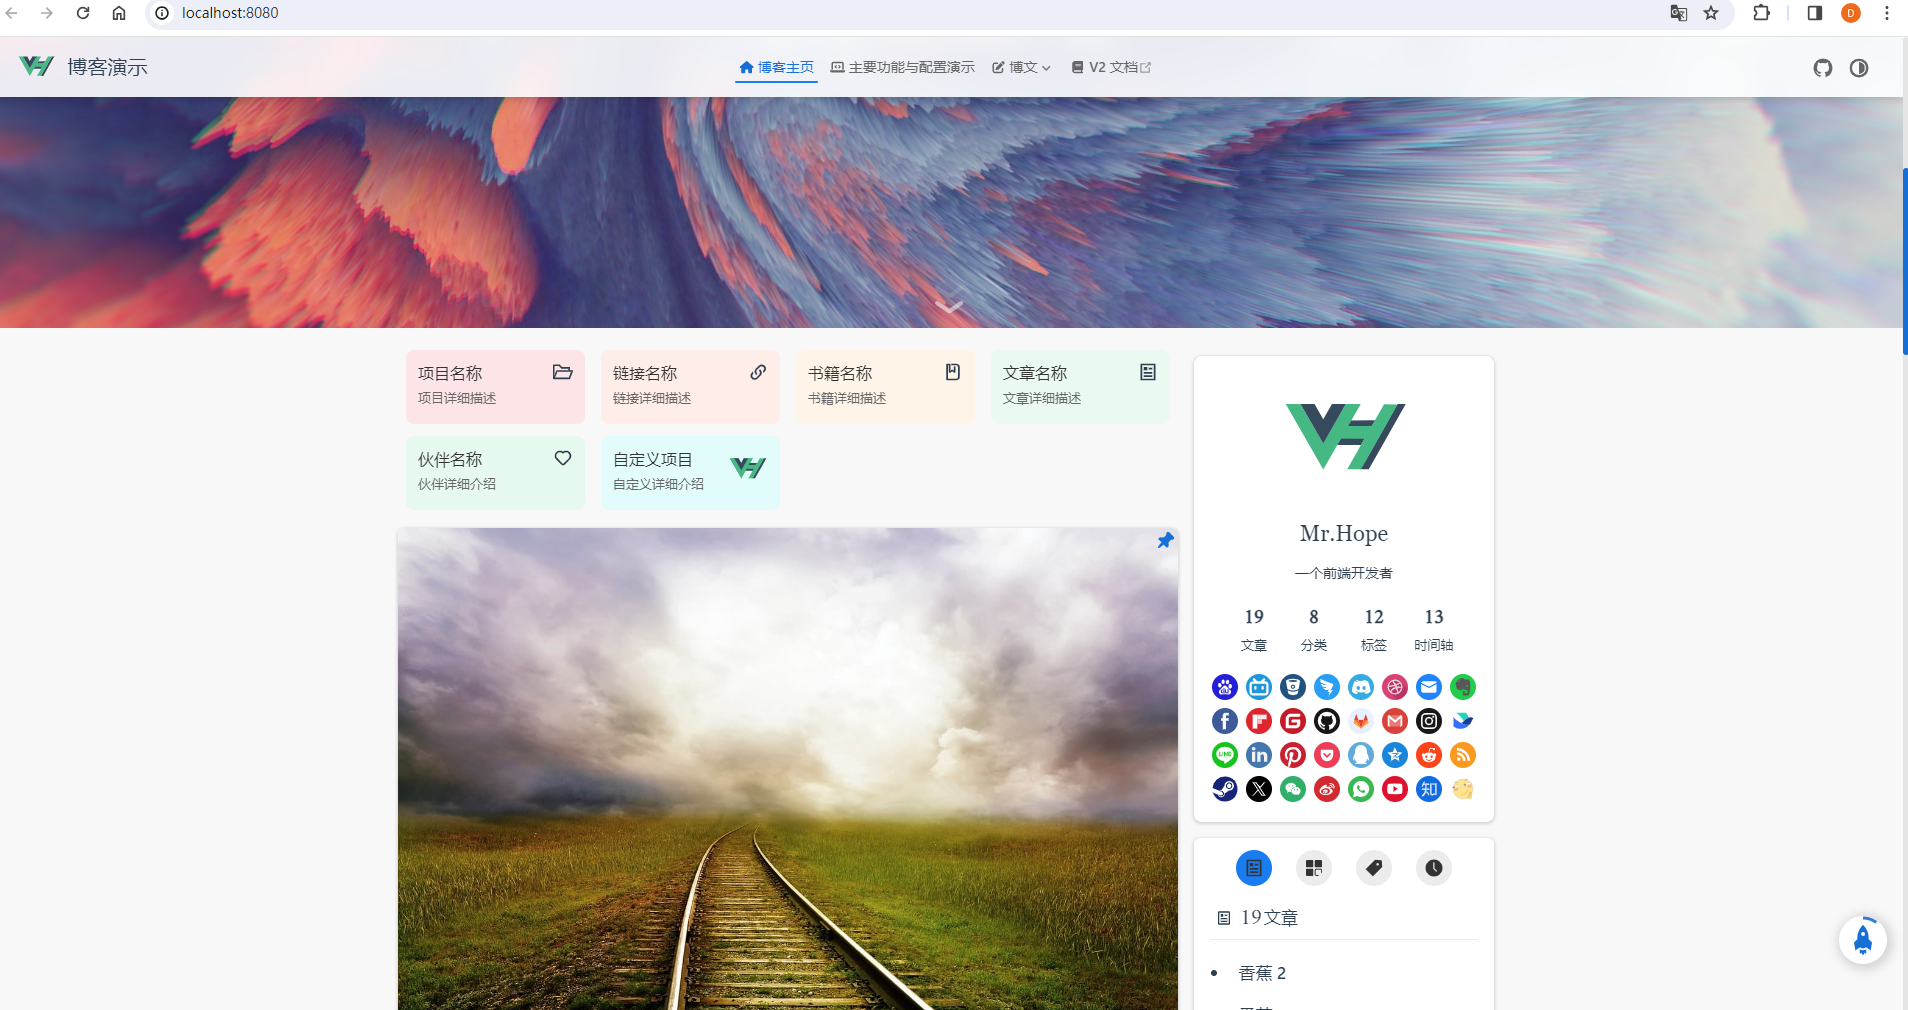 localhost:8080
D
博客演示
博客主页
主要功能与配置演示
博文
V2 文档
项目名称
项目详细描述
链接名称
链接详细描述
书籍名称
书籍详细描述
文章名称
文章详细描述
伙伴名称
伙伴详细介绍
自定义项目
自定义详细介绍
Mr.Hope
一个前端开发者
19 8 12 13
文章 分类 标签 时间轴
LINE
知
19文章
香蕉 2